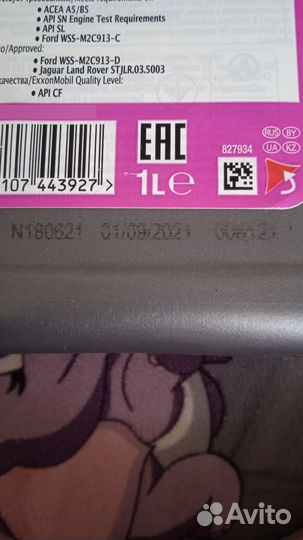 • ACEA A5/B5
• API SN Engine Test Requirements
• API SL
• Ford WSS-M2C913-C
• Ford WSS-M2C913-D
• Jaguar Land Rover STJLR.03.5003
качества/ExxonMobil Quality Level:
• API CF
EAC
827934
RUS BY
UA KZ
107 443927 >
1L℮
N180621 01/09/2021
Avito